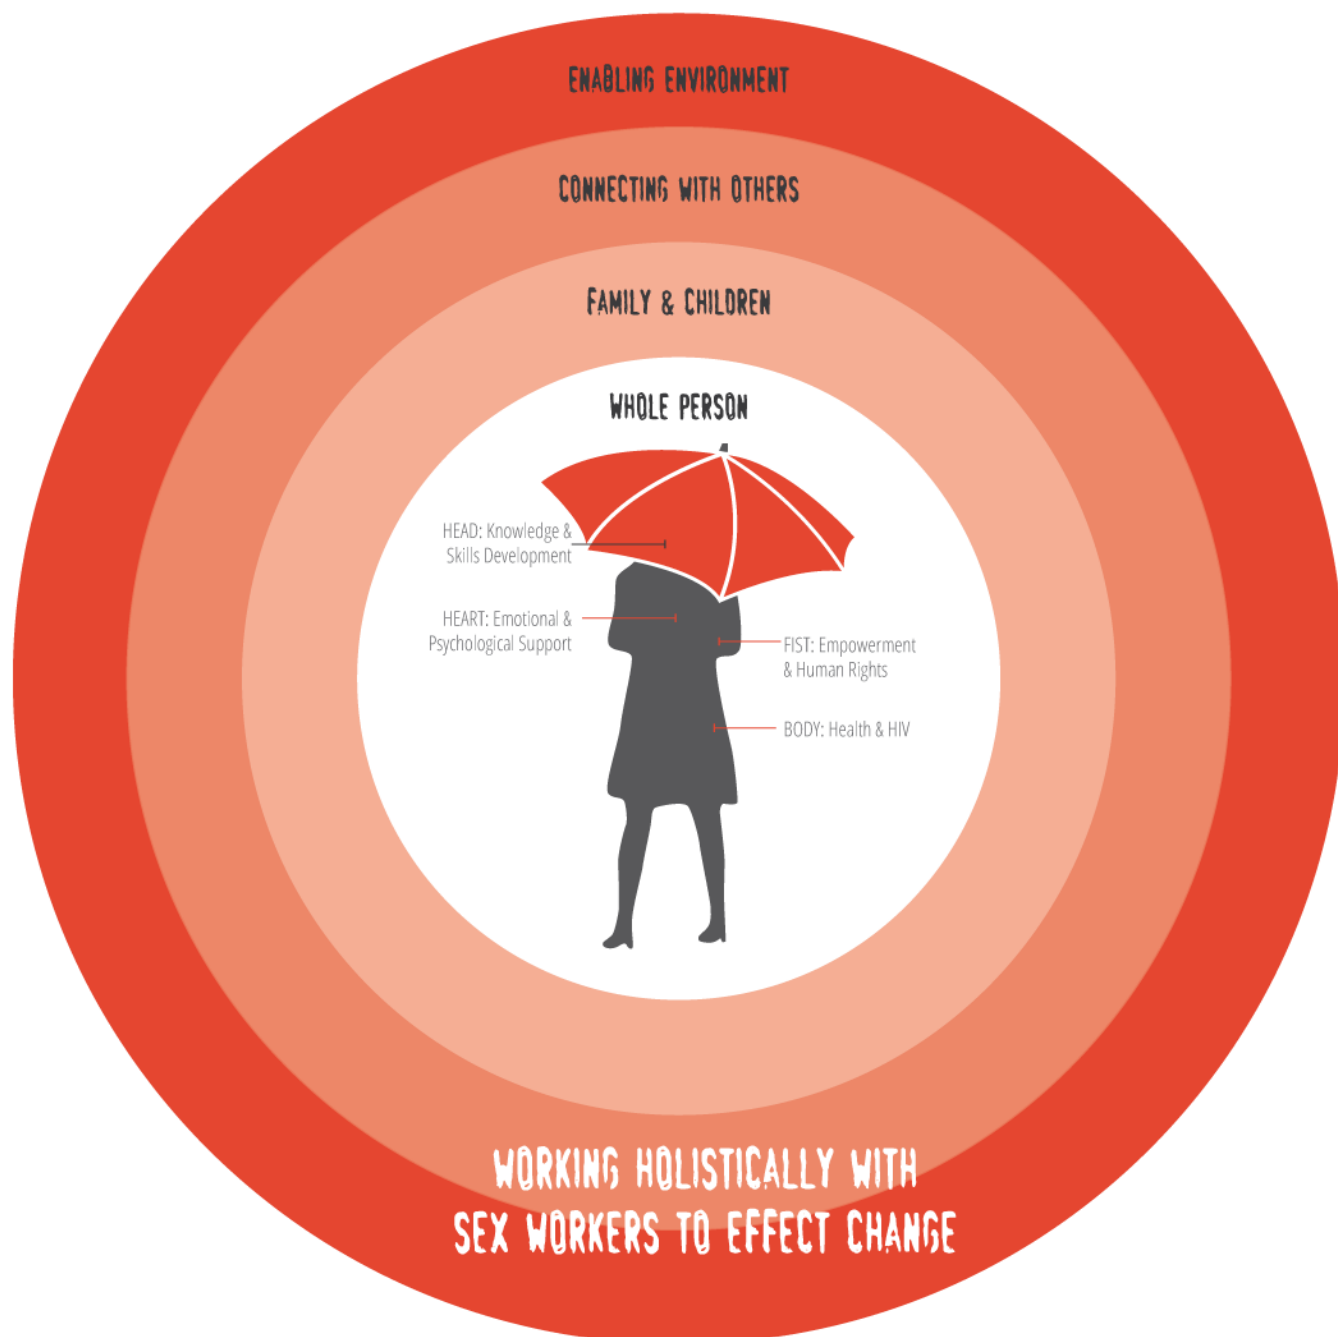 ENABLING ENVIRONMENT
CONNECTING WITH OTHERS
FAMILY & CHILDREN
WHOLE PERSON
HEAD: Knowledge &
Skills Development
HEART: Emotional &
Psychological Support
FIST: Empowerment
& Human Rights
BODY: Health & HIV
WORKING HOLISTICALLY WITH
SEX WORKERS TO EFFECT CHANGE